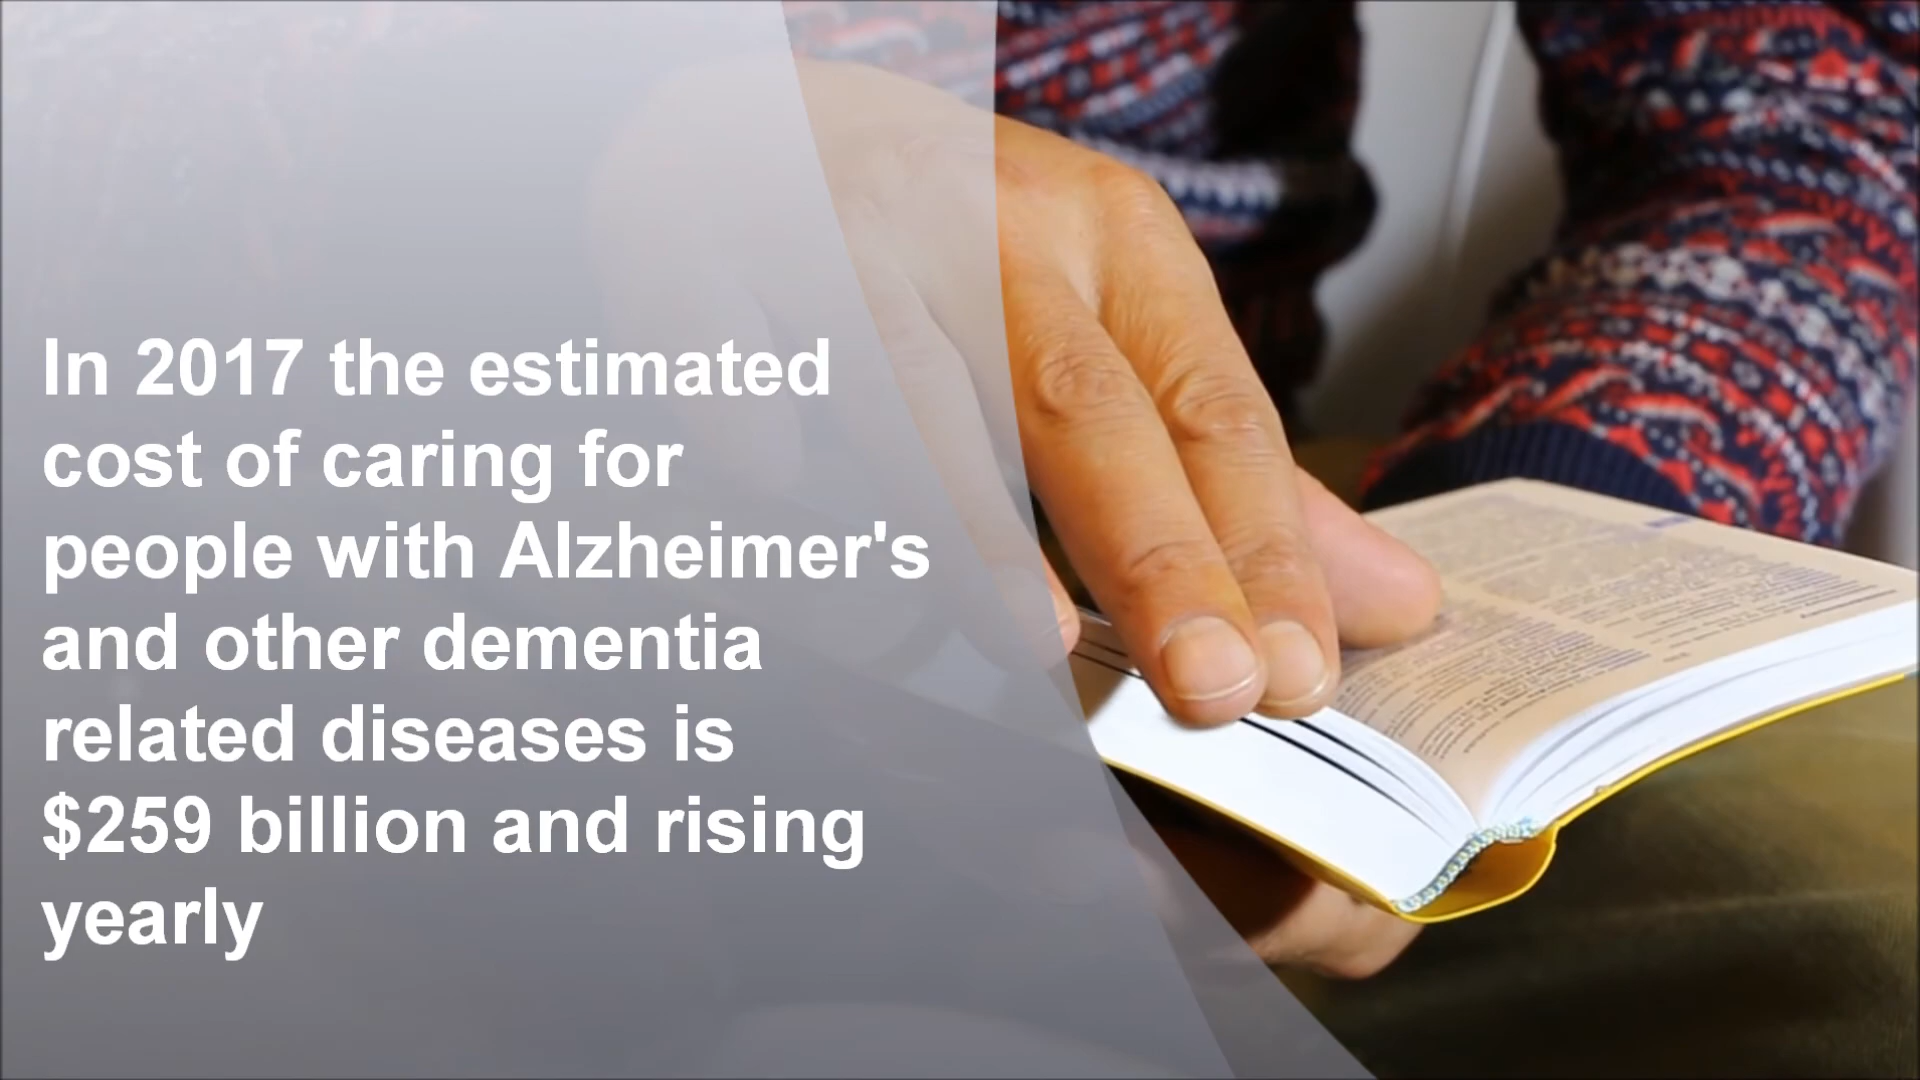 In 2017 the estimated
cost of caring for
people with Alzheimer's
and other dementia
related diseases is
$259 billion and rising
yearly